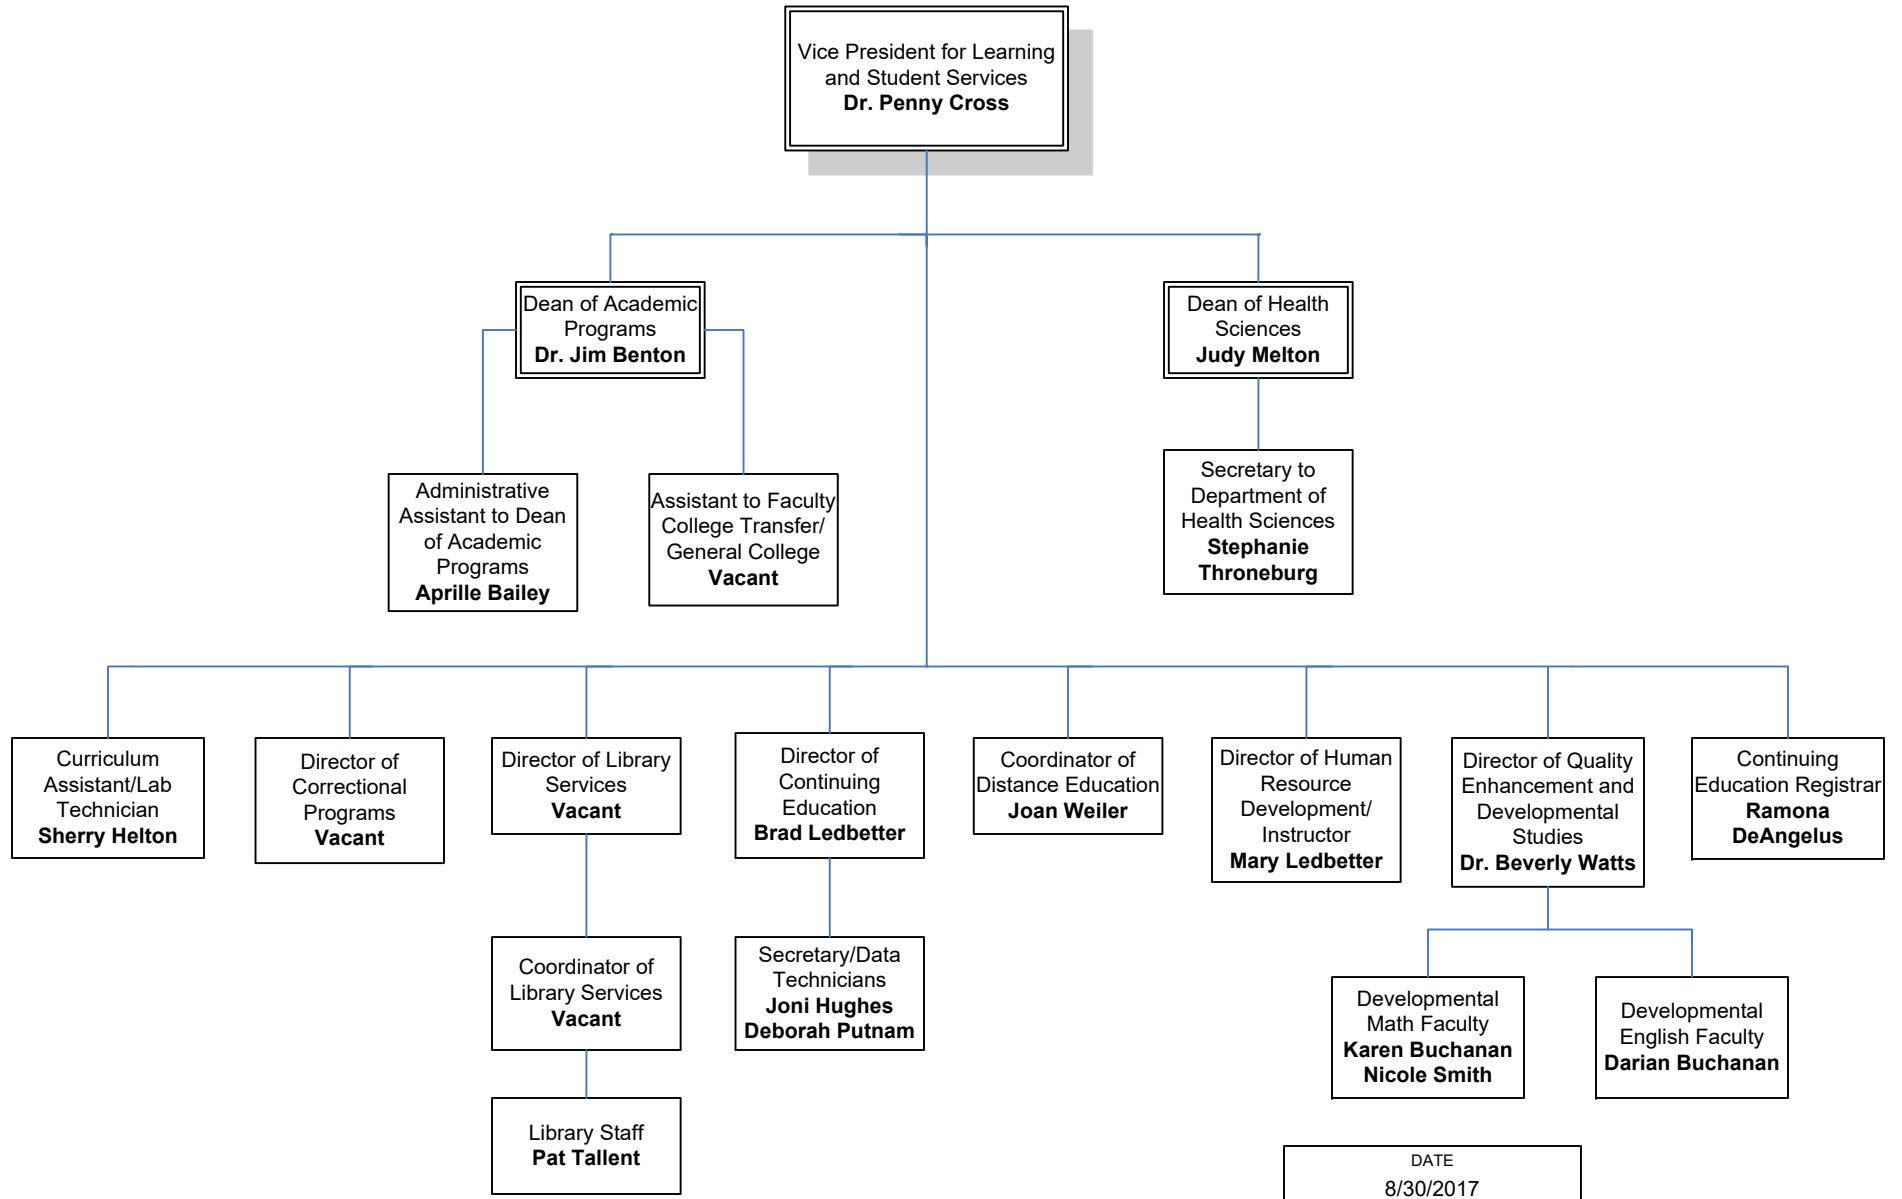 Vice President for Learning
and Student Services
Dr. Penny Cross
Dean of Academic
Programs
Dr. Jim Benton
Dean of Health
Sciences
Judy Melton
Administrative
Assistant to Dean
of Academic
Programs
Aprille Bailey
Assistant to Faculty
College Transfer/
General College
Vacant
Secretary to
Department of
Health Sciences
Stephanie
Throneburg
Curriculum
Assistant/Lab
Technician
Sherry Helton
Director of
Correctional
Programs
Vacant
Director of Library
Services
Vacant
Director of
Continuing
Education
Brad Ledbetter
Coordinator of
Distance Education
Joan Weiler
Director of Human
Resource
Development/
Instructor
Mary Ledbetter
Director of Quality
Enhancement and
Developmental
Studies
Dr. Beverly Watts
Continuing
Education Registrar
Ramona
DeAngelus
Coordinator of
Library Services
Vacant
Secretary/Data
Technicians
Joni Hughes
Deborah Putnam
Developmental
Math Faculty
Karen Buchanan
Nicole Smith
Developmental
English Faculty
Darian Buchanan
Library Staff
Pat Tallent
DATE
8/30/2017